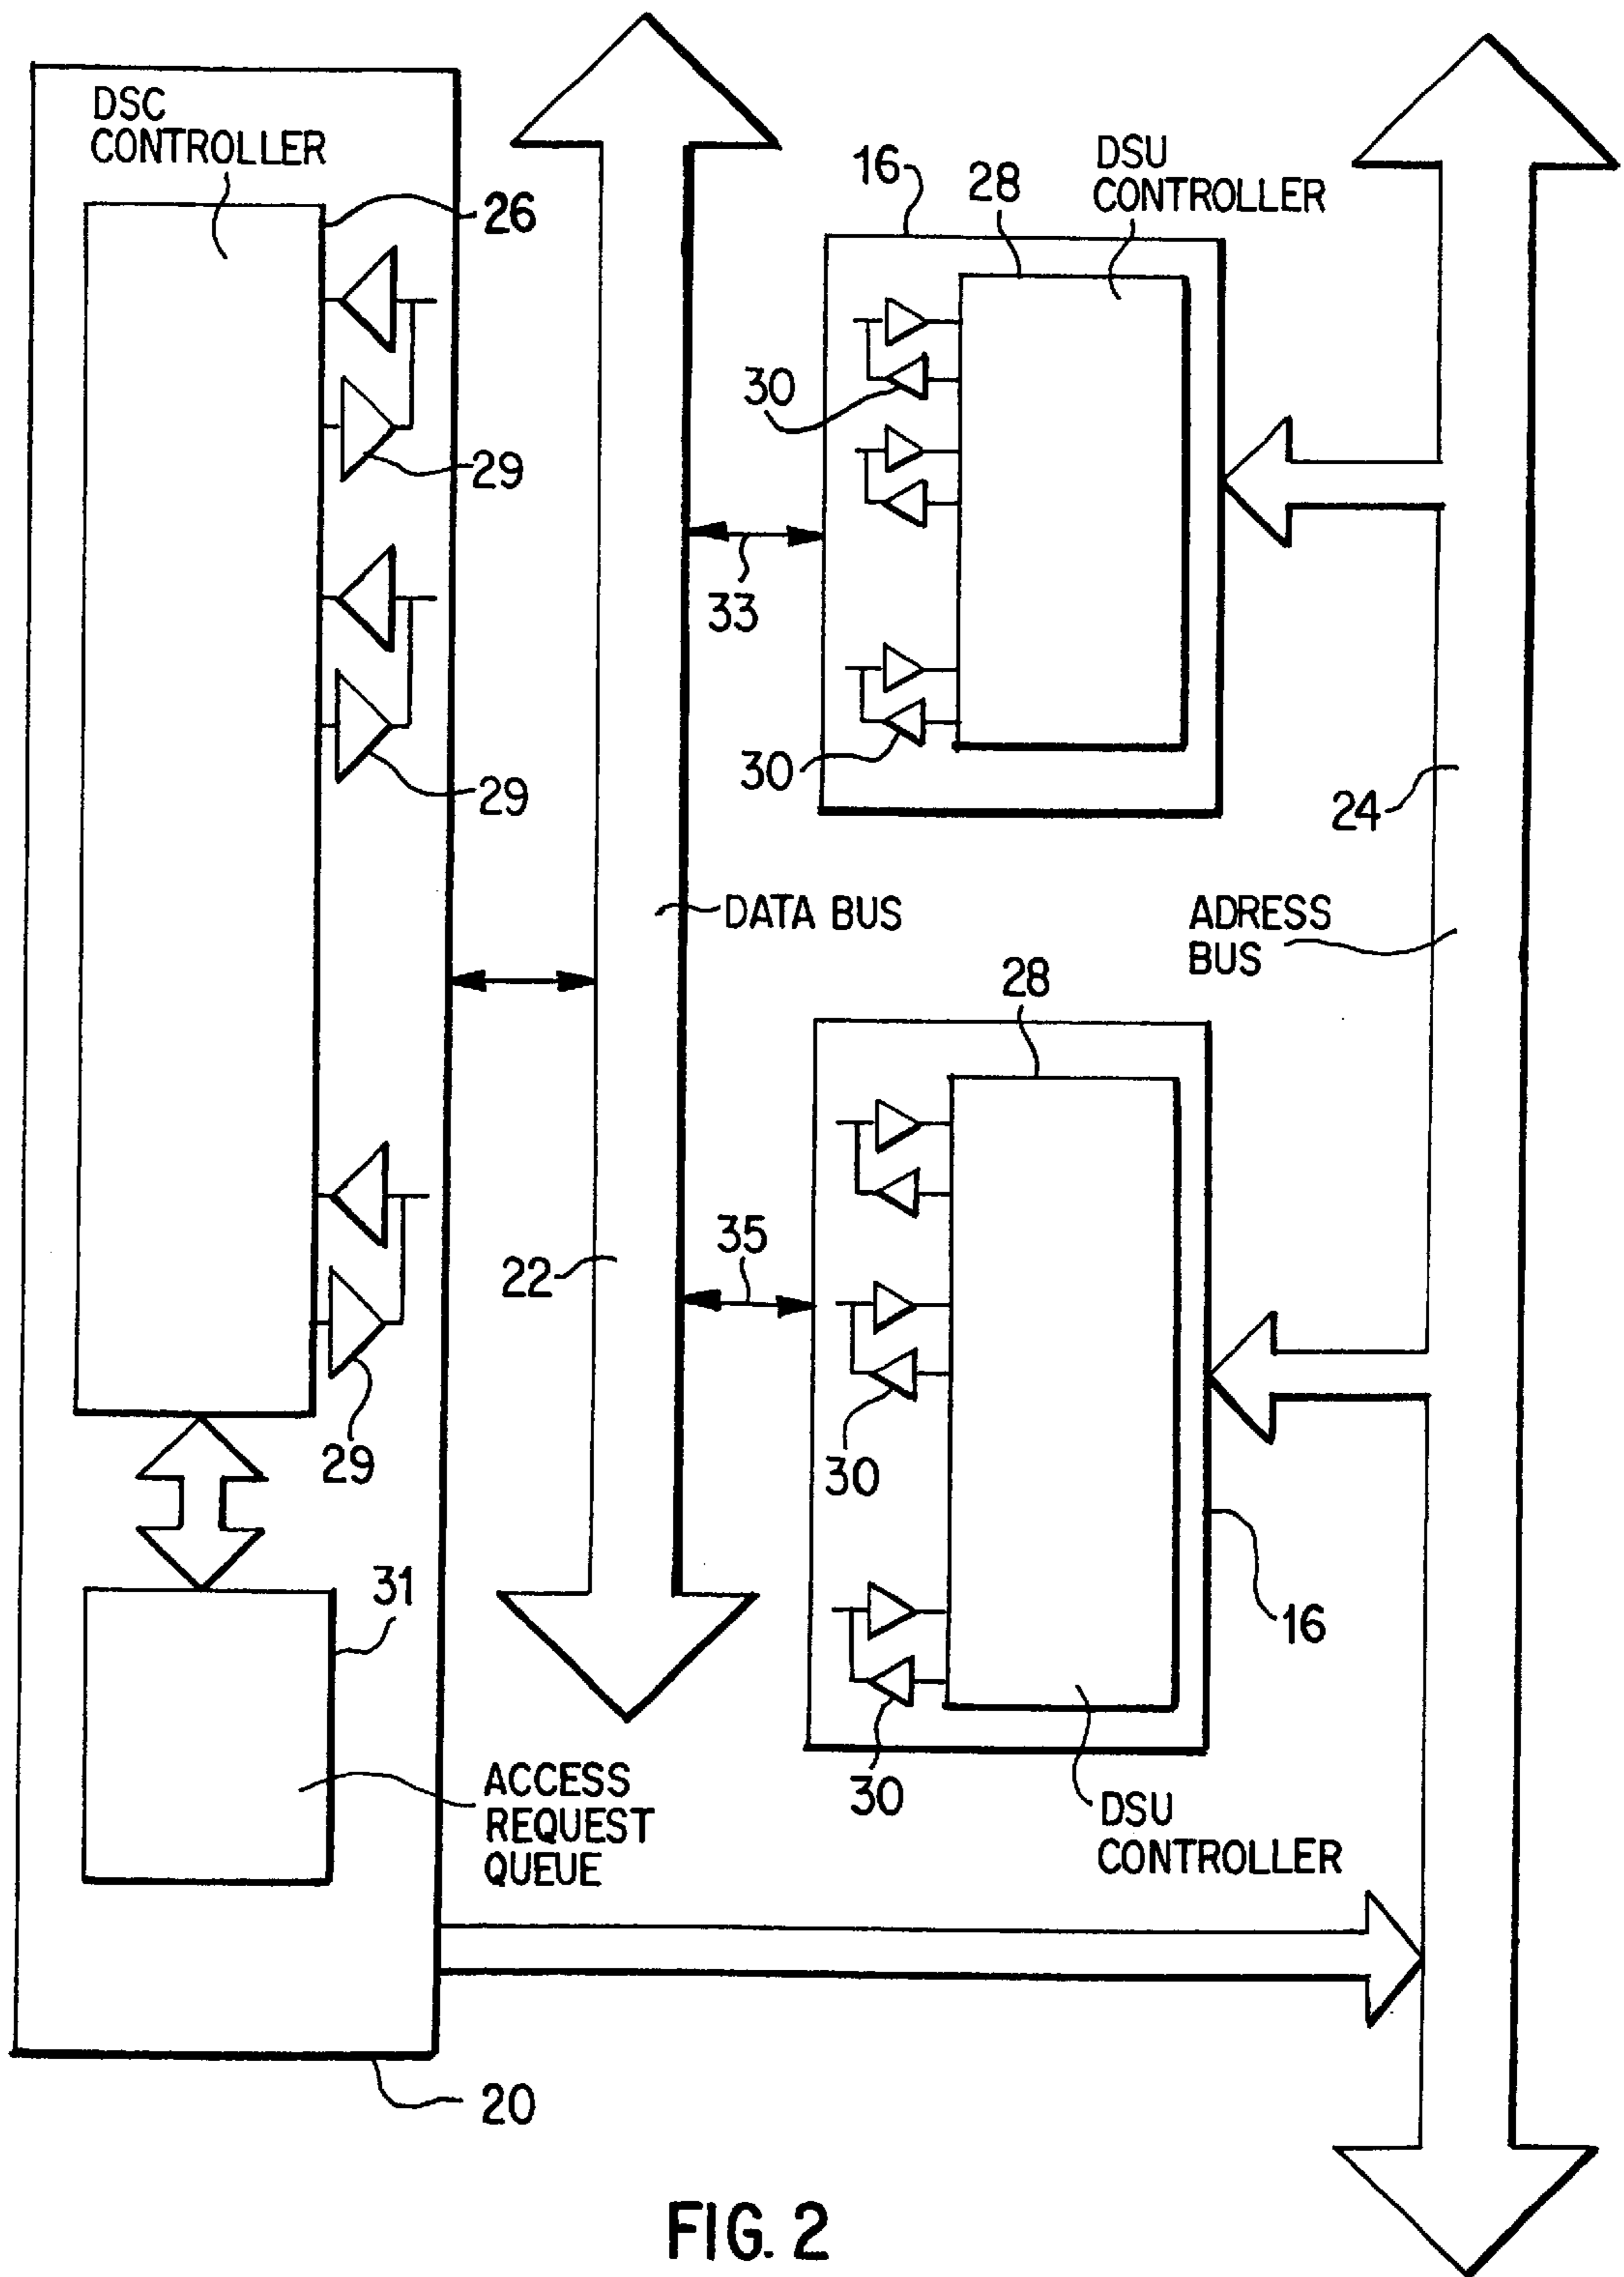 DSC
CONTROLLER
26
29
29
29
31
ACCESS
REQUEST
QUEUE
20
22
DATA BUS
33
35
16
28
DSU
CONTROLLER
30
30
28
30
30
16
DSU
CONTROLLER
24
ADRESS
BUS
FIG. 2